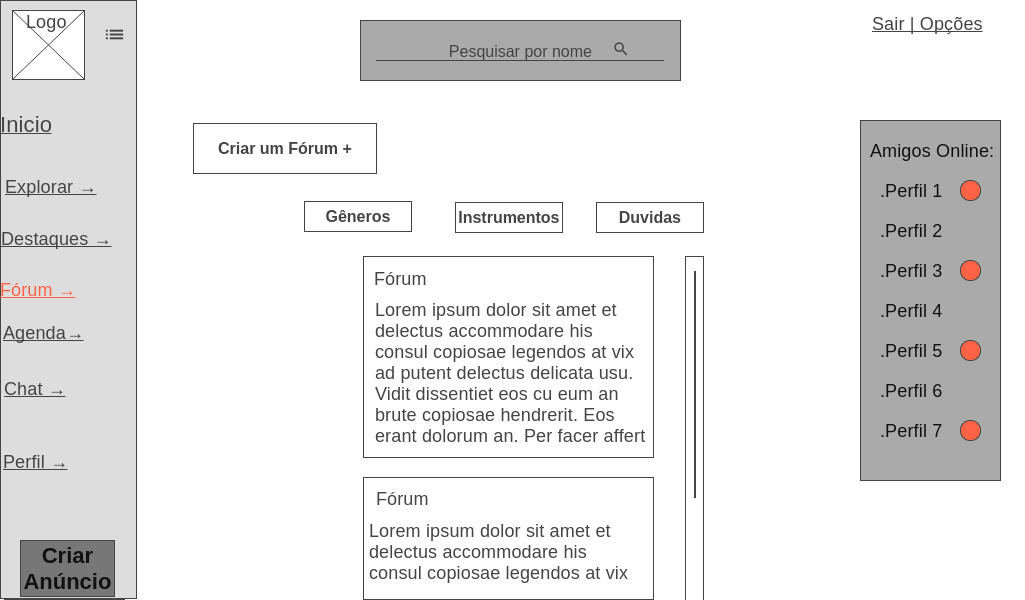 Logo
Inicio
Explorar →
Destaques →
Fórum →
Agenda→
Chat →
Perfil →
Criar
Anúncio
Pesquisar por nome
Sair | Opções
Criar um Fórum +
Gêneros
Instrumentos
Duvidas
Fórum
Lorem ipsum dolor sit amet et
delectus accommodare his
consul copiosae legendos at vix
ad putent delectus delicata usu.
Vidit dissentiet eos cu eum an
brute copiosae hendrerit. Eos
erant dolorum an. Per facer affert
Fórum
Lorem ipsum dolor sit amet et
delectus accommodare his
consul copiosae legendos at vix
Amigos Online:
.Perfil 1
.Perfil 2
.Perfil 3
.Perfil 4
.Perfil 5
.Perfil 6
.Perfil 7